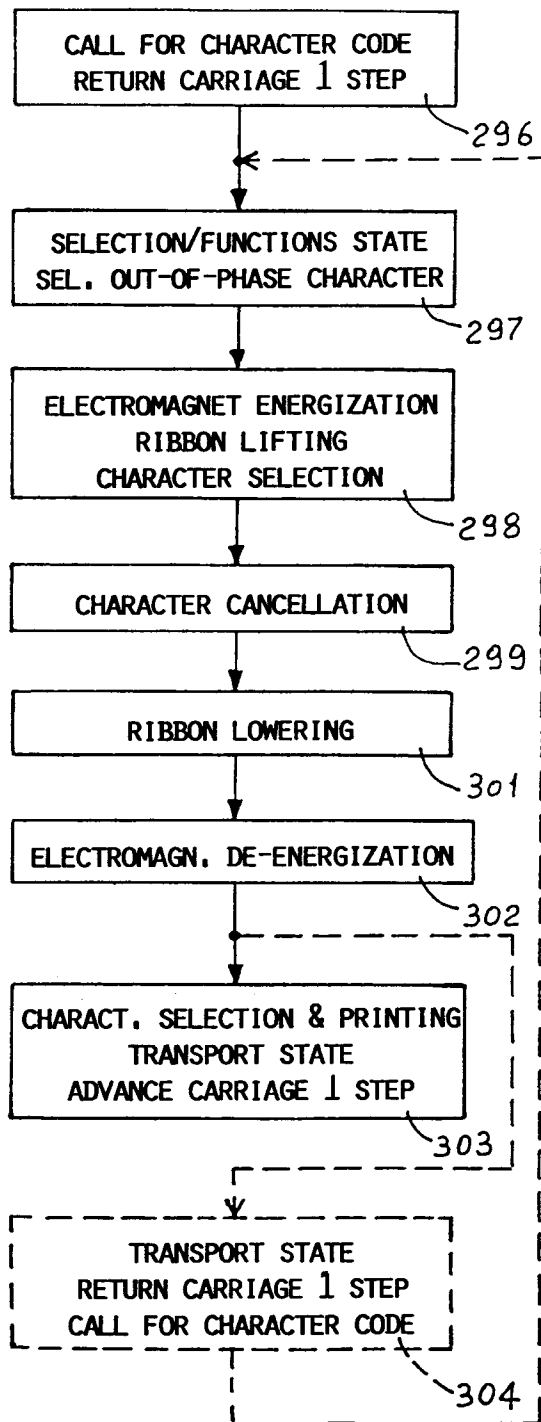 CALL FOR CHARACTER CODE
RETURN CARRIAGE 1 STEP
296
SELECTION/FUNCTIONS STATE
SEL. OUT-OF-PHASE CHARACTER
297
ELECTROMAGNET ENERGIZATION
RIBBON LIFTING
CHARACTER SELECTION
298
CHARACTER CANCELLATION
299
RIBBON LOWERING
301
ELECTROMAGN. DE-ENERGIZATION
302
CHARACT. SELECTION & PRINTING
TRANSPORT STATE
ADVANCE CARRIAGE 1 STEP
303
TRANSPORT STATE
RETURN CARRIAGE 1 STEP
CALL FOR CHARACTER CODE
304